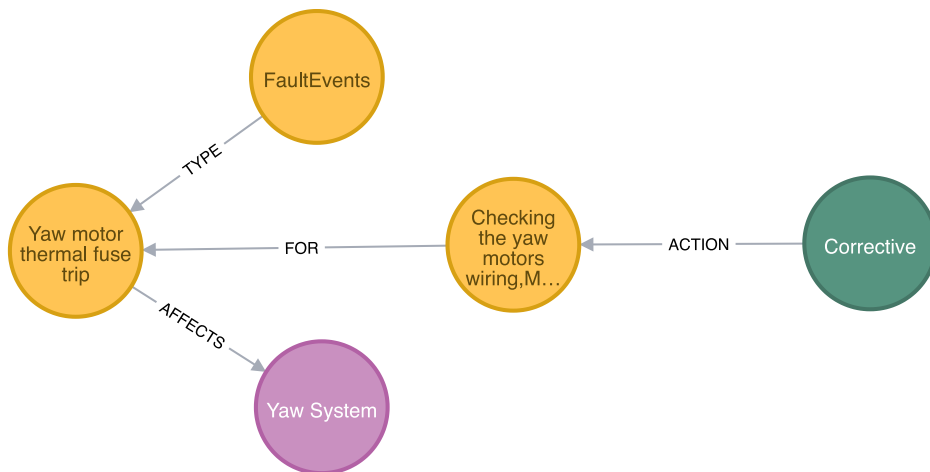 FaultEvents
TYPE
Yaw motor
thermal fuse
trip
FOR
Checking
the yaw
motors
wiring,M...
ACTION
Corrective
AFFECTS
Yaw System